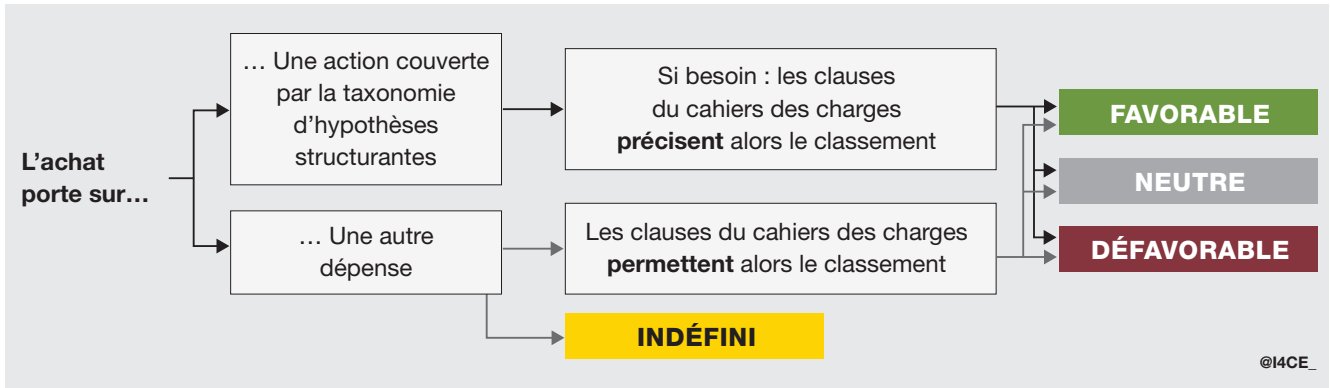 L’achat
porte sur...
... Une action couverte
par la taxonomie
d'hypothèses
structurantes
Si besoin : les clauses
du cahiers des charges
précisent alors le classement
... Une autre
dépense
Les clauses du cahiers des charges
permettent alors le classement
INDÉFINI
FAVORABLE
NEUTRE
DÉFAVORABLE
@I4CE_